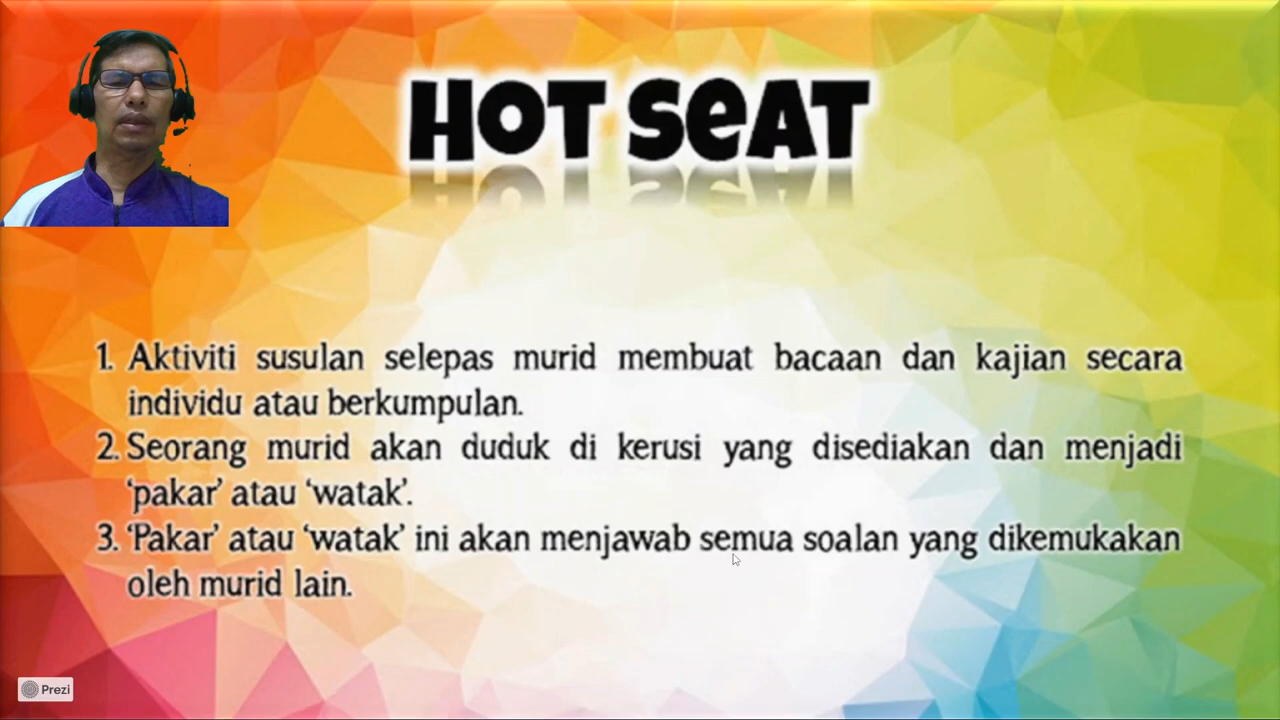 HOT SeAT
1. Aktiviti susulan selepas murid membuat bacaan dan kajian secara
individu atau berkumpulan.
2. Seorang murid akan duduk di kerusi yang disediakan dan menjadi
‘pakar’ atau ‘watak’.
3. ‘Pakar’ atau ‘watak’ ini akan menjawab semua soalan yang dikemukakan
oleh murid lain.
Prezi